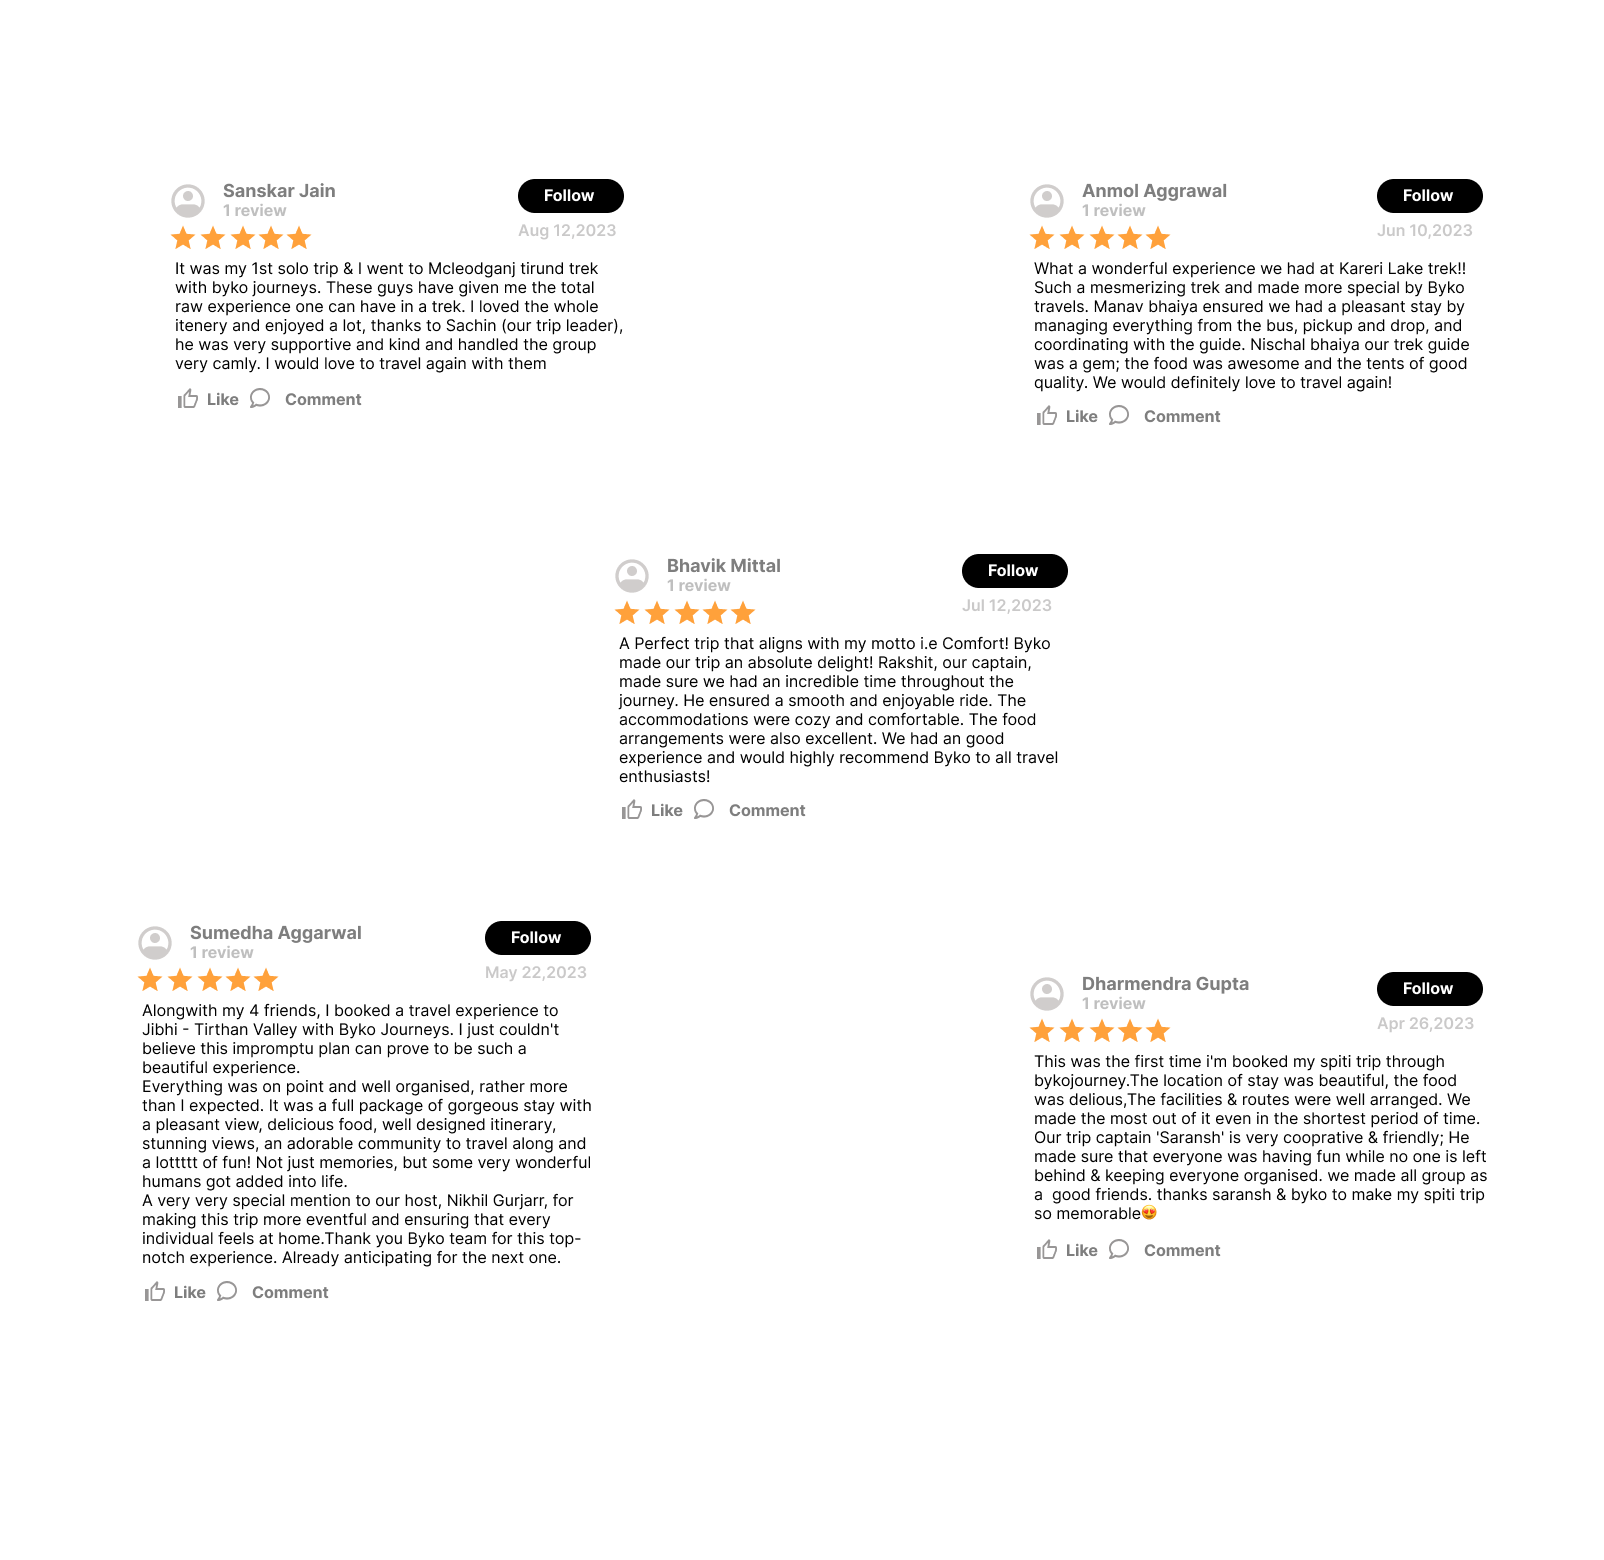 Sanskar Jain
1 review
Follow
Aug 12,2023
It was my 1st solo trip & I went to Mcleodganj tirund trek
with byko journeys. These guys have given me the total
raw experience one can have in a trek. I loved the whole
itenery and enjoyed a lot, thanks to Sachin (our trip leader),
he was very supportive and kind and handled the group
very camly. I would love to travel again with them
Like Comment
Anmol Aggrawal
1 review
Follow
Jun 10,2023
What a wonderful experience we had at Kareri Lake trek!!
Such a mesmerizing trek and made more special by Byko
travels. Manav bhaiya ensured we had a pleasant stay by
managing everything from the bus, pickup and drop, and
coordinating with the guide. Nischal bhaiya our trek guide
was a gem; the food was awesome and the tents of good
quality. We would definitely love to travel again!
Like Comment
Bhavik Mittal
1 review
Follow
Jul 12,2023
A Perfect trip that aligns with my motto i.e Comfort! Byko
made our trip an absolute delight! Rakshit, our captain,
made sure we had an incredible time throughout the
journey. He ensured a smooth and enjoyable ride. The
accommodations were cozy and comfortable. The food
arrangements were also excellent. We had an good
experience and would highly recommend Byko to all travel
enthusiasts!
Like Comment
Sumedha Aggarwal
1 review
Follow
May 22,2023
Alongwith my 4 friends, I booked a travel experience to
Jibhi - Tirthan Valley with Byko Journeys. I just couldn't
believe this impromptu plan can prove to be such a
beautiful experience.
Everything was on point and well organised, rather more
than I expected. It was a full package of gorgeous stay with
a pleasant view, delicious food, well designed itinerary,
stunning views, an adorable community to travel along and
a lottttt of fun! Not just memories, but some very wonderful
humans got added into life.
A very very special mention to our host, Nikhil Gurjarr, for
making this trip more eventful and ensuring that every
individual feels at home.Thank you Byko team for this top-
notch experience. Already anticipating for the next one.
Like Comment
Dharmendra Gupta
1 review
Follow
Apr 26,2023
This was the first time i'm booked my spiti trip through
bykojourney.The location of stay was beautiful, the food
was delious,The facilities & routes were well arranged. We
made the most out of it even in the shortest period of time.
Our trip captain 'Saransh' is very cooprative & friendly; He
made sure that everyone was having fun while no one is left
behind & keeping everyone organised. we made all group as
a  good friends. thanks saransh & byko to make my spiti trip
so memorable😍
Like Comment